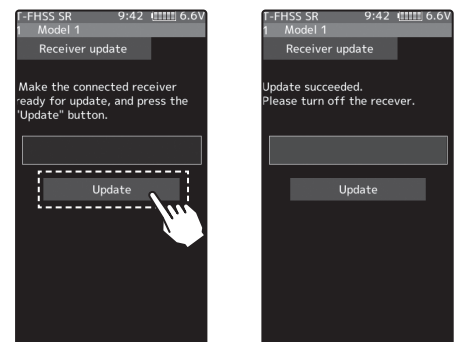 T-FHSS SR 9:42 6.6V
1 Model 1
Receiver update
Make the connected receiver
ready for update, and press the
"Update" button.
Update
T-FHSS SR 9:42 6.6V
1 Model 1
Receiver update
Update succeeded.
Please turn off the recever.
Update